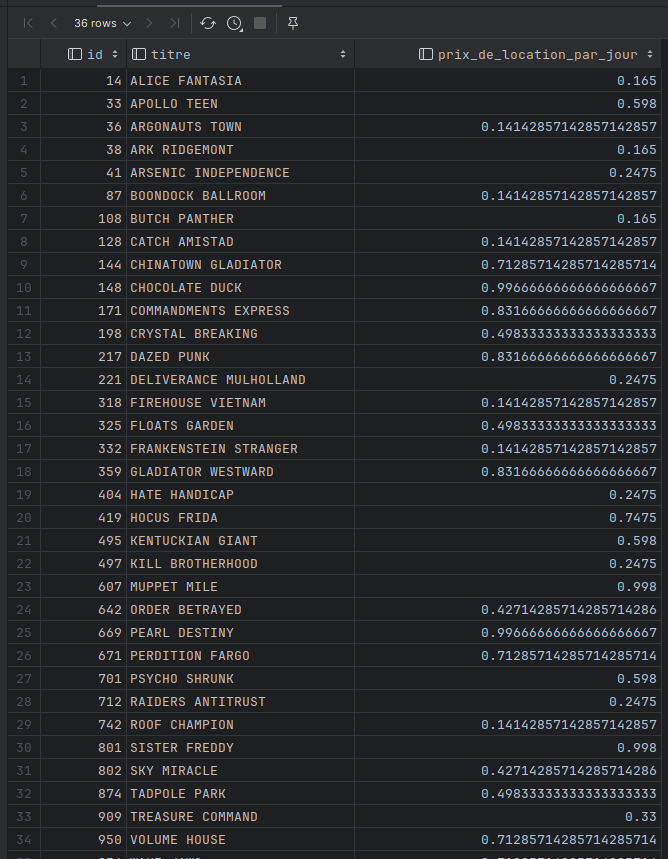 36 rows
id titre prix_de_location_par_jour
1 14 ALICE FANTASIA 0.165
2 33 APOLLO TEEN 0.598
3 36 ARGONAUTS TOWN 0.14142857142857142857
4 38 ARK RIDGEMONT 0.165
5 41 ARSENIC INDEPENDENCE 0.2475
6 87 BOONDOCK BALLROOM 0.14142857142857142857
7 108 BUTCH PANTHER 0.165
8 128 CATCH AMISTAD 0.14142857142857142857
9 144 CHINATOWN GLADIATOR 0.71285714285714285714
10 148 CHOCOLATE DUCK 0.99666666666666666667
11 171 COMMANDMENTS EXPRESS 0.83166666666666666667
12 198 CRYSTAL BREAKING 0.49833333333333333333
13 217 DAZED PUNK 0.83166666666666666667
14 221 DELIVERANCE MULHOLLAND 0.2475
15 318 FIREHOUSE VIETNAM 0.14142857142857142857
16 325 FLOATS GARDEN 0.49833333333333333333
17 332 FRANKENSTEIN STRANGER 0.14142857142857142857
18 359 GLADIATOR WESTWARD 0.83166666666666666667
19 404 HATE HANDICAP 0.2475
20 419 HOCUS FRIDA 0.7475
21 495 KENTUCKIAN GIANT 0.598
22 497 KILL BROTHERHOOD 0.2475
23 607 MUPPET MILE 0.998
24 642 ORDER BETRAYED 0.42714285714285714286
25 669 PEARL DESTINY 0.99666666666666666667
26 671 PERDITION FARGO 0.71285714285714285714
27 701 PSYCHO SHRUNK 0.598
28 712 RAIDERS ANTITRUST 0.2475
29 742 ROOF CHAMPION 0.14142857142857142857
30 801 SISTER FREDDY 0.998
31 802 SKY MIRACLE 0.42714285714285714286
32 874 TADPOLE PARK 0.49833333333333333333
33 909 TREASURE COMMAND 0.33
34 950 VOLUME HOUSE 0.71285714285714285714